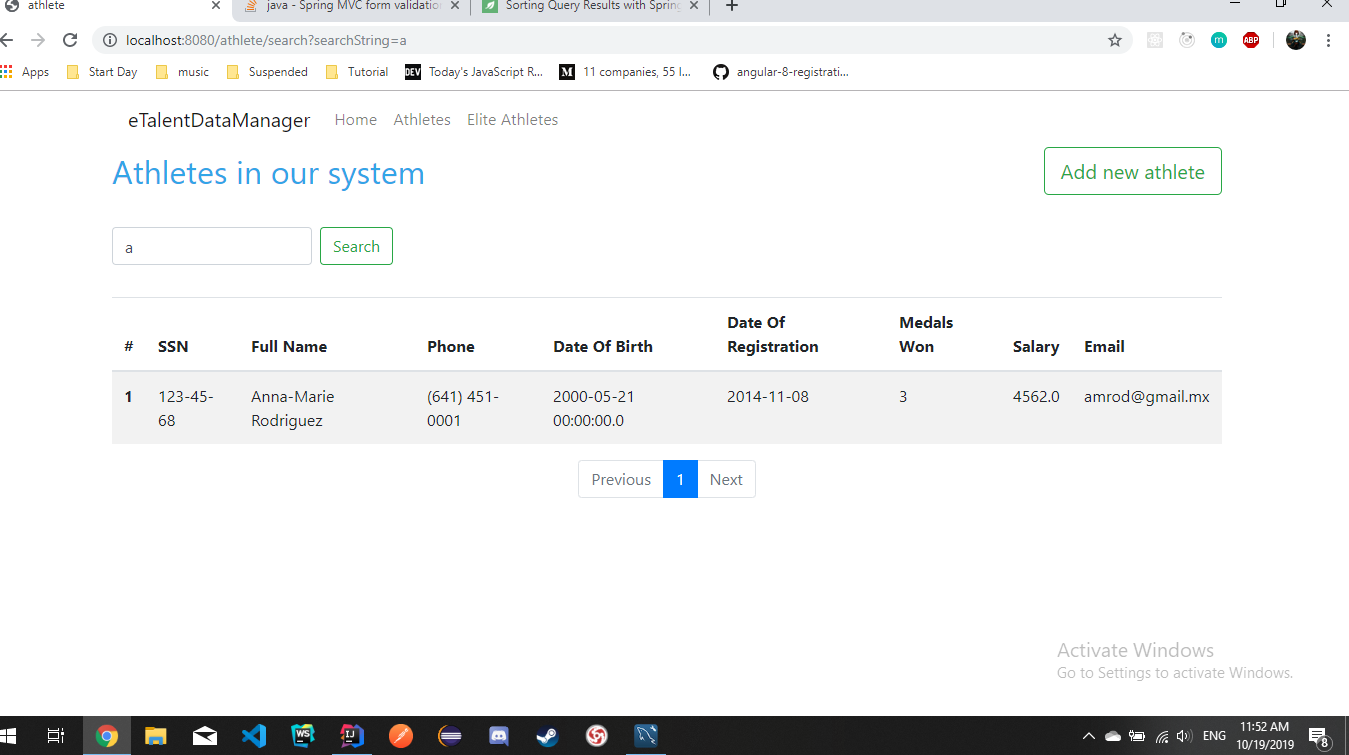 athlete
java - Spring MVC form validation
Sorting Query Results with Spring
localhost:8080/athlete/search?searchString=a
ABP
m
Apps
Start Day
music
Suspended
Tutorial
DEV
Today's JavaScript R...
M
11 companies, 55 l...
angular-8-registrati...
eTalentDataManager
Home
Athletes
Elite Athletes
Athletes in our system
Add new athlete
a
Search
# SSN Full Name Phone Date Of Birth Date Of Registration Medals Won Salary Email
1 123-45-68 Anna-Marie Rodriguez (641) 451-0001 2000-05-21 00:00:00.0 2014-11-08 3 4562.0 amrod@gmail.mx
Previous
1
Next
Activate Windows
Go to Settings to activate Windows.
WS
IJ
ENG
11:52 AM
10/19/2019
8